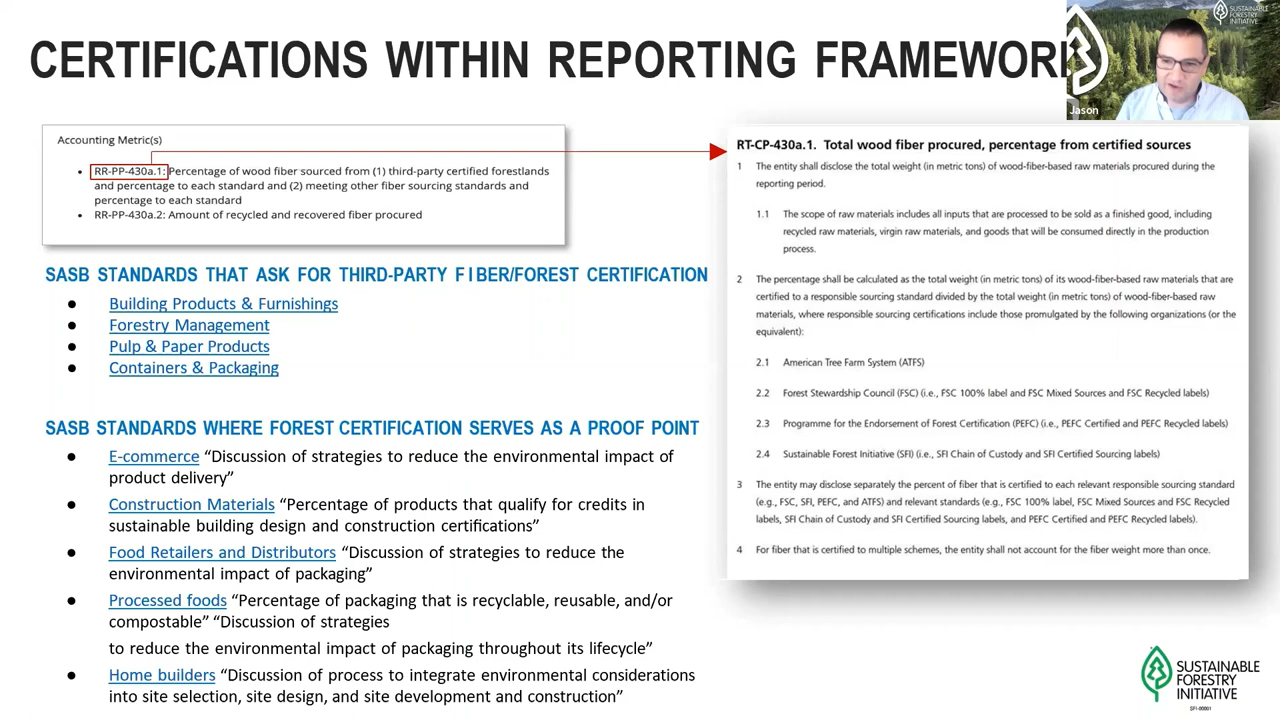 CERTIFICATIONS WITHIN REPORTING FRAMEWOR
SUSTAINABLE
FORESTRY
INITIATIVE
Jason
Accounting Metric(s)
• RR-PP-430a.1: Percentage of wood fiber sourced from (1) third-party certified forestlands
and percentage to each standard and (2) meeting other fiber sourcing standards and
percentage to each standard
• RR-PP-430a.2: Amount of recycled and recovered fiber procured
SASB STANDARDS THAT ASK FOR THIRD-PARTY FIBER/FOREST CERTIFICATION
● Building Products & Furnishings
● Forestry Management
● Pulp & Paper Products
● Containers & Packaging
SASB STANDARDS WHERE FOREST CERTIFICATION SERVES AS A PROOF POINT
● E-commerce “Discussion of strategies to reduce the environmental impact of
product delivery”
● Construction Materials “Percentage of products that qualify for credits in
sustainable building design and construction certifications”
● Food Retailers and Distributors “Discussion of strategies to reduce the
environmental impact of packaging”
● Processed foods “Percentage of packaging that is recyclable, reusable, and/or
compostable” “Discussion of strategies
to reduce the environmental impact of packaging throughout its lifecycle”
● Home builders “Discussion of process to integrate environmental considerations
into site selection, site design, and site development and construction”
RT-CP-430a.1. Total wood fiber procured, percentage from certified sources
1 The entity shall disclose the total weight (in metric tons) of wood-fiber-based raw materials procured during the
reporting period.
1.1 The scope of raw materials includes all inputs that are processed to be sold as a finished good, including
recycled raw materials, virgin raw materials, and goods that will be consumed directly in the production
process.
2 The percentage shall be calculated as the total weight (in metric tons) of its wood-fiber-based raw materials that are
certified to a responsible sourcing standard divided by the total weight (in metric tons) of wood-fiber-based raw
materials, where responsible sourcing certifications include those promulgated by the following organizations (or the
equivalent):
2.1 American Tree Farm System (ATFS)
2.2 Forest Stewardship Council (FSC) (i.e., FSC 100% label and FSC Mixed Sources and FSC Recycled labels)
2.3 Programme for the Endorsement of Forest Certification (PEFC) (i.e., PEFC Certified and PEFC Recycled labels)
2.4 Sustainable Forest Initiative (SFI) (i.e., SFI Chain of Custody and SFI Certified Sourcing labels)
3 The entity may disclose separately the percent of fiber that is certified to each relevant responsible sourcing standard
(e.g., FSC, SFI, PEFC, and ATFS) and relevant standards (e.g., FSC 100% label, FSC Mixed Sources and FSC Recycled
labels, SFI Chain of Custody and SFI Certified Sourcing labels, and PEFC Certified and PEFC Recycled labels).
4 For fiber that is certified to multiple schemes, the entity shall not account for the fiber weight more than once.
SUSTAINABLE
FORESTRY
INITIATIVE
SFI-00001